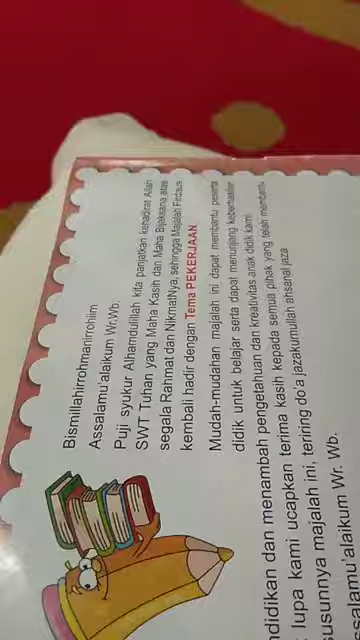 Bismillahirrohmanirrohiim
Assalamu'alaikum Wr.Wb.
Puji syukur Alhamdulillah kita panjatkan kehadirat Allah
SWT Tuhan yang Maha Kasih dan Maha Bijaksana atas
segala Rahmat dan NikmatNya, sehingga Majalah Firdaus
kembali hadir dengan Tema PEKERJAAN
Mudah-mudahan majalah ini dapat membantu peserta
didik untuk belajar serta dapat menunjang keberhasilan
ndidikan dan menambah pengetahuan dan kreativitas anak didik kami
lupa kami ucapkan terima kasih kepada semua pihak yang telah membantu
susunnya majalah ini, teriring do'a jazakumullah ahsanal jaza
salamu'alaikum Wr. Wb.